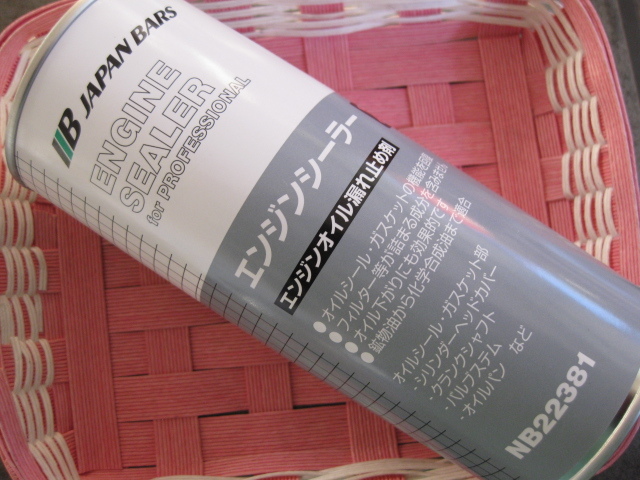 JAPAN BARS
ENGINE
SEALER
for PROFESSIONAL
エンジンシーラー
エンジンオイル漏れ止め剤
●オイルシール・ガスケットの機能を回
●フィルター等が詰まる成分を含みませ
●オイル下がりにも効果的です
●鉱物油から化学合成油まで適合
オイルシール・ガスケット部
・シリンダーヘッドカバー
・クランクシャフト
・バルブステム
・オイルパン など
NB22381